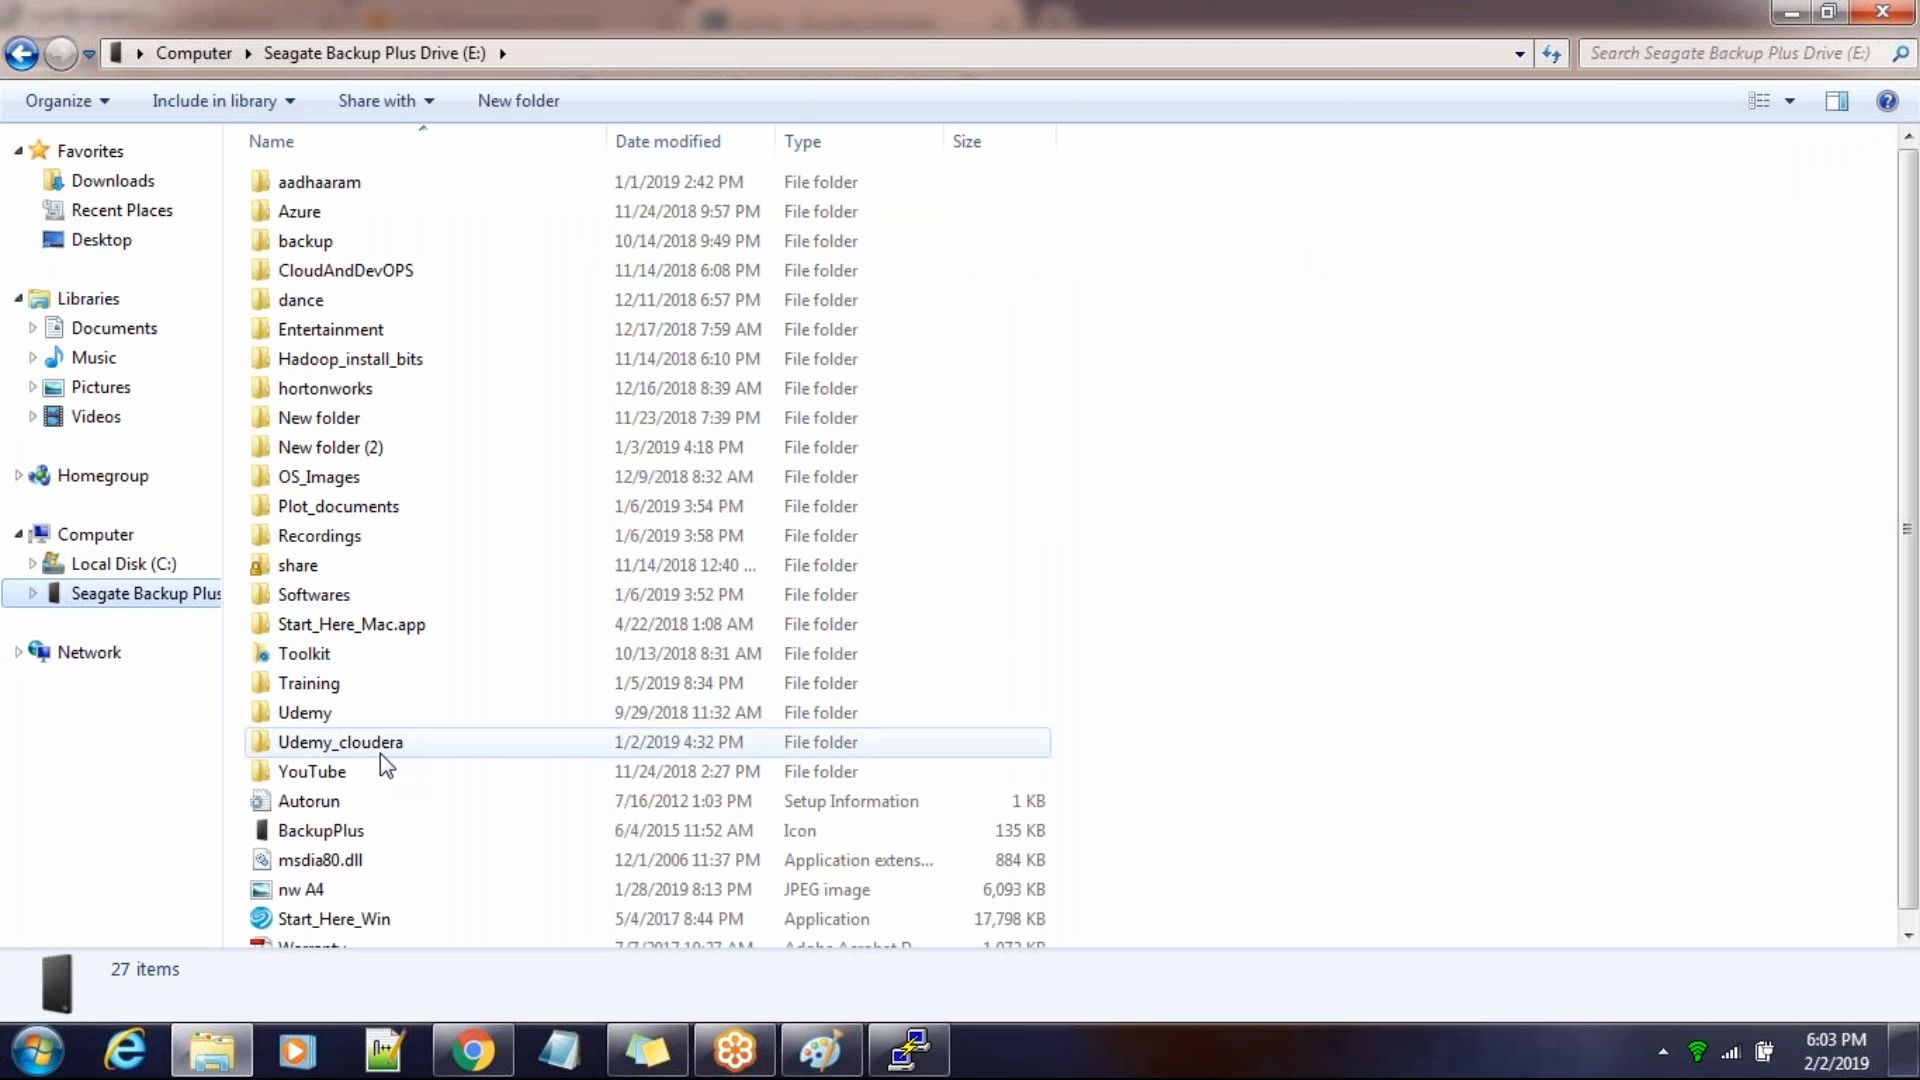 Computer ▸ Seagate Backup Plus Drive (E:) ▸
Search Seagate Backup Plus Drive (E:)
Organize Include in library Share with New folder
Name Date modified Type Size
Favorites
Downloads
Recent Places
Desktop
Libraries
Documents
Music
Pictures
Videos
Homegroup
Computer
Local Disk (C:)
Seagate Backup Plus
Network
aadhaaram 1/1/2019 2:42 PM File folder
Azure 11/24/2018 9:57 PM File folder
backup 10/14/2018 9:49 PM File folder
CloudAndDevOPS 11/14/2018 6:08 PM File folder
dance 12/11/2018 6:57 PM File folder
Entertainment 12/17/2018 7:59 AM File folder
Hadoop_install_bits 11/14/2018 6:10 PM File folder
hortonworks 12/16/2018 8:39 AM File folder
New folder 11/23/2018 7:39 PM File folder
New folder (2) 1/3/2019 4:18 PM File folder
OS_Images 12/9/2018 8:32 AM File folder
Plot_documents 1/6/2019 3:54 PM File folder
Recordings 1/6/2019 3:58 PM File folder
share 11/14/2018 12:40 ... File folder
Softwares 1/6/2019 3:52 PM File folder
Start_Here_Mac.app 4/22/2018 1:08 AM File folder
Toolkit 10/13/2018 8:31 AM File folder
Training 1/5/2019 8:34 PM File folder
Udemy 9/29/2018 11:32 AM File folder
Udemy_cloudera 1/2/2019 4:32 PM File folder
YouTube 11/24/2018 2:27 PM File folder
Autorun 7/16/2012 1:03 PM Setup Information 1 KB
BackupPlus 6/4/2015 11:52 AM Icon 135 KB
msdia80.dll 12/1/2006 11:37 PM Application extens... 884 KB
nw A4 1/28/2019 8:13 PM JPEG image 6,093 KB
Start_Here_Win 5/4/2017 8:44 PM Application 17,798 KB
27 items
6:03 PM
2/2/2019